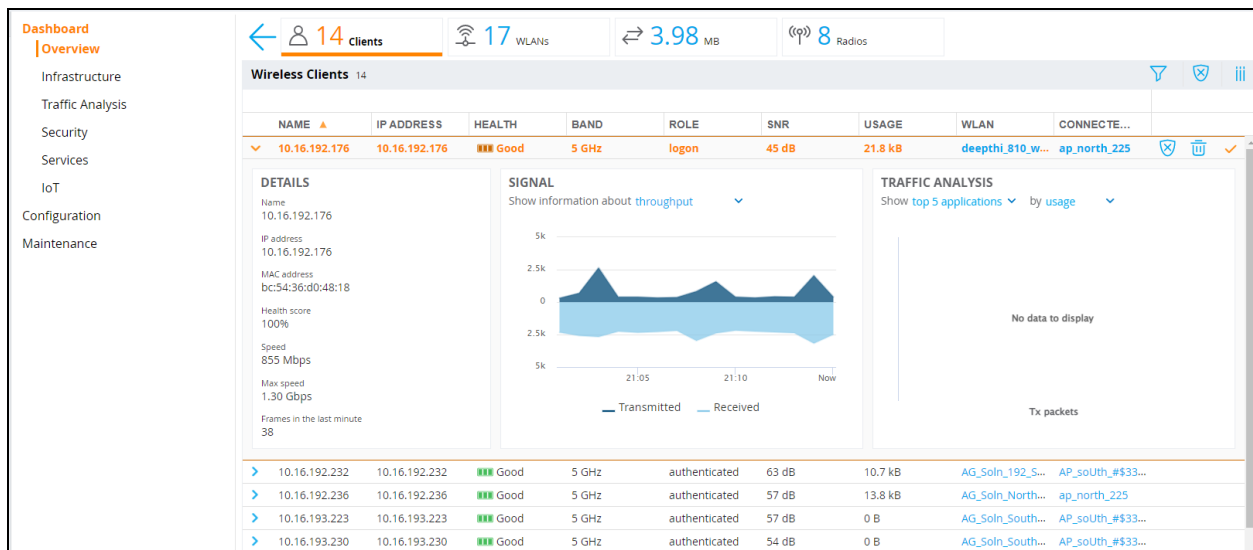 Dashboard
Overview
Infrastructure
Traffic Analysis
Security
Services
IoT
Configuration
Maintenance
14 Clients
17 WLANs
3.98 MB
8 Radios
Wireless Clients 14
NAME IP ADDRESS HEALTH BAND ROLE SNR USAGE WLAN CONNECTE...
10.16.192.176 10.16.192.176 Good 5 GHz logon 45 dB 21.8 kB deepthi_810_w... ap_north_225
DETAILS
Name
10.16.192.176
IP address
10.16.192.176
MAC address
bc:54:36:d0:48:18
Health score
100%
Speed
855 Mbps
Max speed
1.30 Gbps
Frames in the last minute
38
SIGNAL
Show information about throughput
5k
2.5k
0
2.5k
5k
21:05 21:10 Now
Transmitted Received
TRAFFIC ANALYSIS
Show top 5 applications by usage
No data to display
Tx packets
10.16.192.232 10.16.192.232 Good 5 GHz authenticated 63 dB 10.7 kB AG_Soln_192_S... AP_soUth_#$33...
10.16.192.236 10.16.192.236 Good 5 GHz authenticated 57 dB 13.8 kB AG_Soln_North... ap_north_225
10.16.193.223 10.16.193.223 Good 5 GHz authenticated 57 dB 0 B AG_Soln_South... AP_soUth_#$33...
10.16.193.230 10.16.193.230 Good 5 GHz authenticated 54 dB 0 B AG_Soln_South... AP_soUth_#$33...